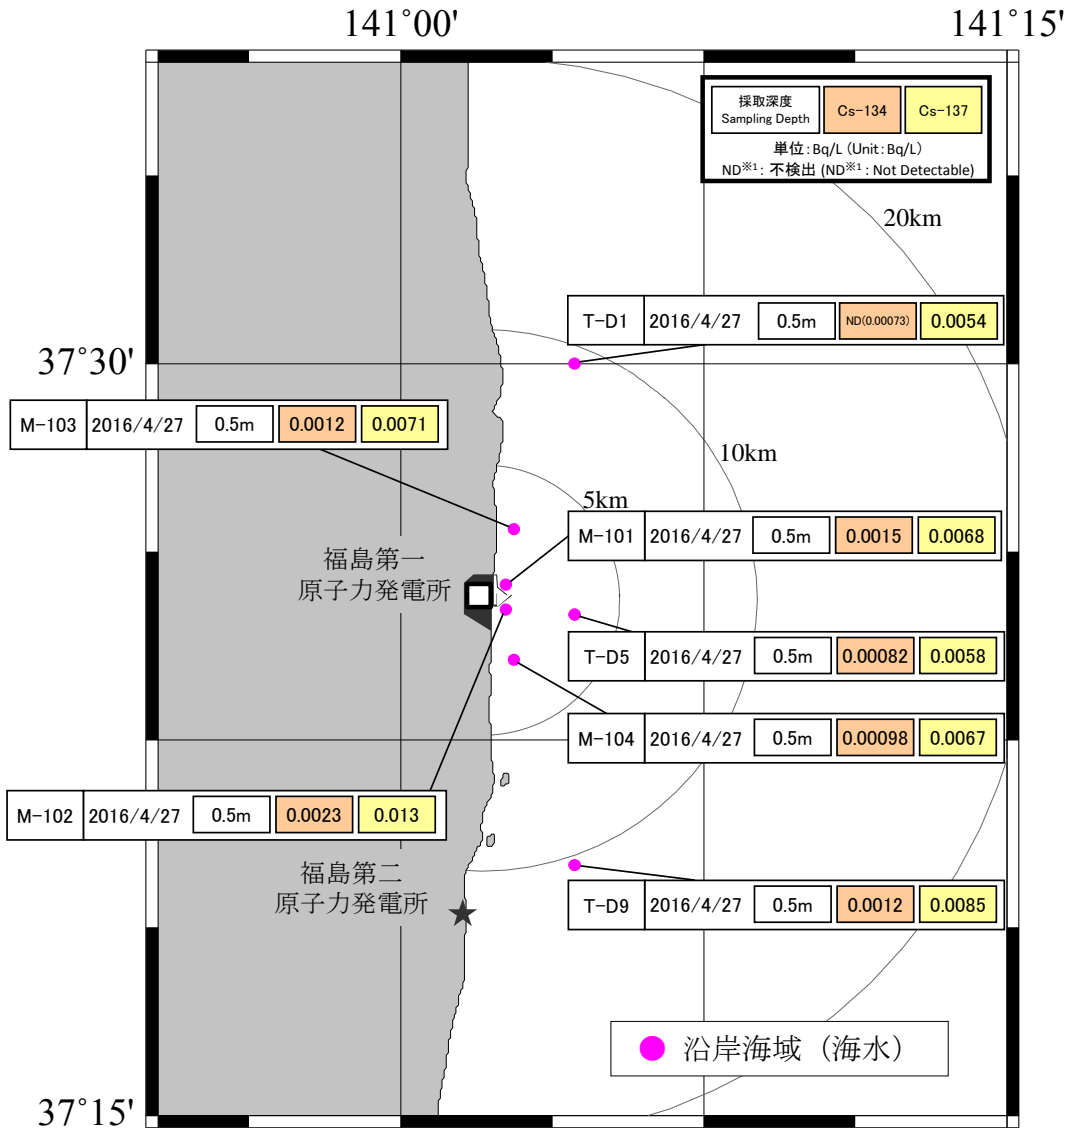 141°00'
141°15'
採取深度
Sampling Depth
Cs-134
Cs-137
単位：Bq/L (Unit：Bq/L)
ND※1：不検出 (ND※1：Not Detectable)
20km
T-D1 2016/4/27 0.5m ND(0.00073) 0.0054
37°30'
M-103 2016/4/27 0.5m 0.0012 0.0071
10km
5km
M-101 2016/4/27 0.5m 0.0015 0.0068
福島第一
原子力発電所
T-D5 2016/4/27 0.5m 0.00082 0.0058
M-104 2016/4/27 0.5m 0.00098 0.0067
M-102 2016/4/27 0.5m 0.0023 0.013
福島第二
原子力発電所
T-D9 2016/4/27 0.5m 0.0012 0.0085
沿岸海域（海水）
37°15'